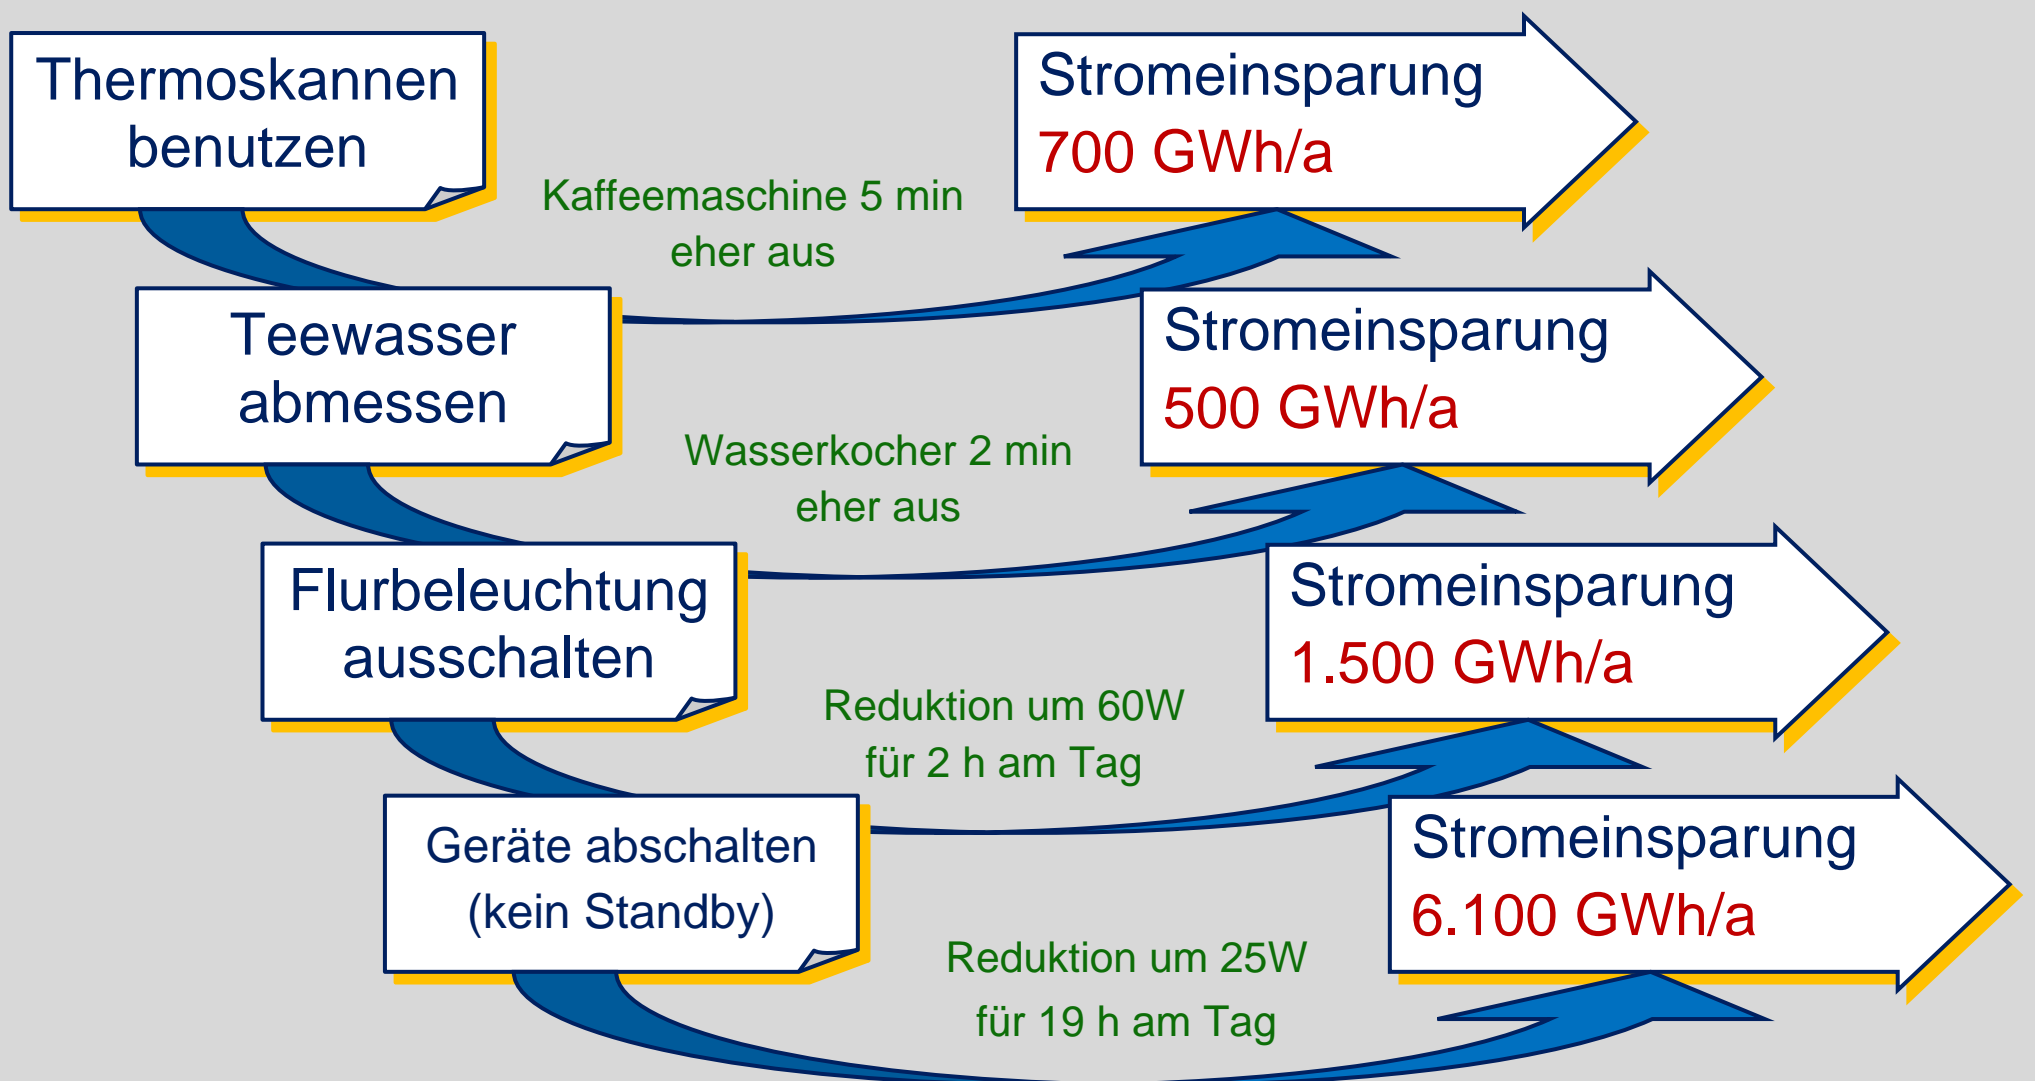 Thermoskannen
benutzen
Kaffeemaschine 5 min
eher aus
Stromeinsparung
700 GWh/a
Teewasser
abmessen
Wasserkocher 2 min
eher aus
Stromeinsparung
500 GWh/a
Flurbeleuchtung
ausschalten
Reduktion um 60W
für 2 h am Tag
Stromeinsparung
1.500 GWh/a
Geräte abschalten
(kein Standby)
Reduktion um 25W
für 19 h am Tag
Stromeinsparung
6.100 GWh/a